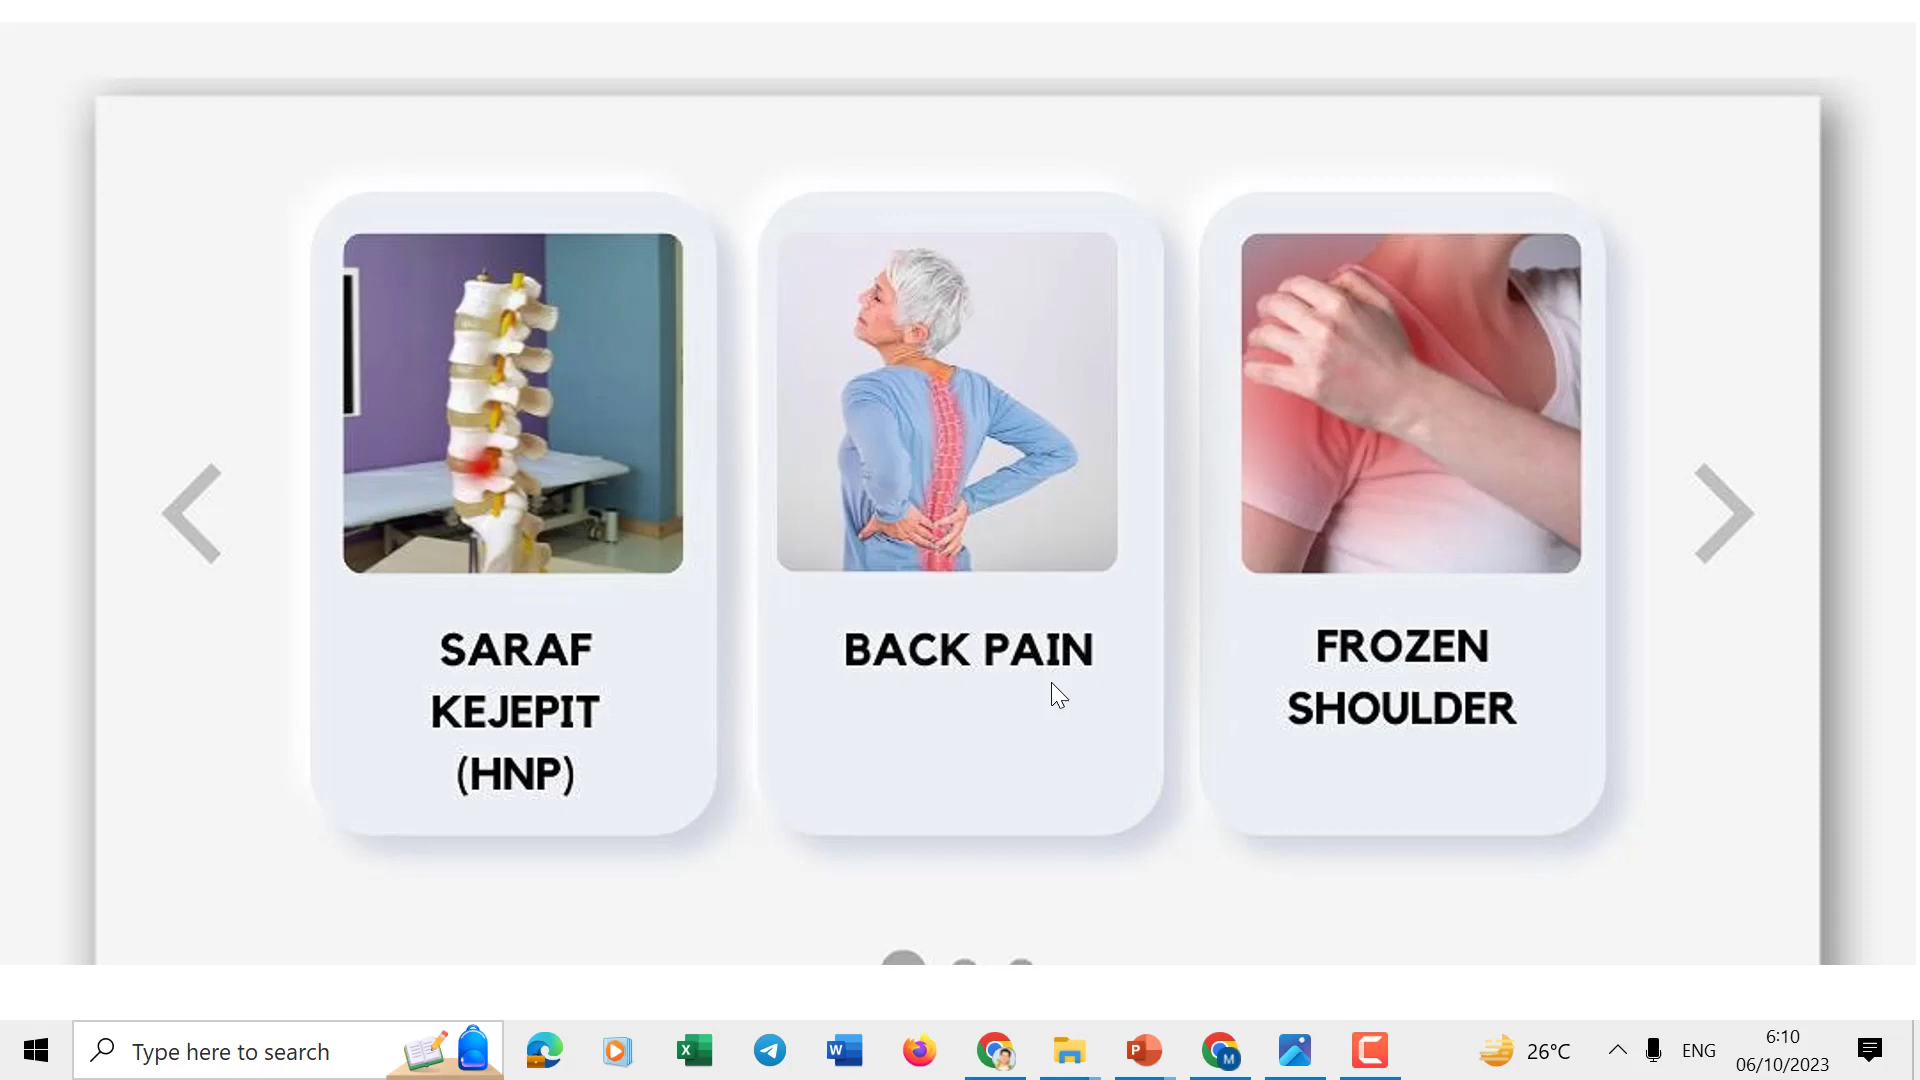 SARAF
KEJEPIT
(HNP)
BACK PAIN
FROZEN
SHOULDER
Type here to search
26°C
ENG
6:10
06/10/2023